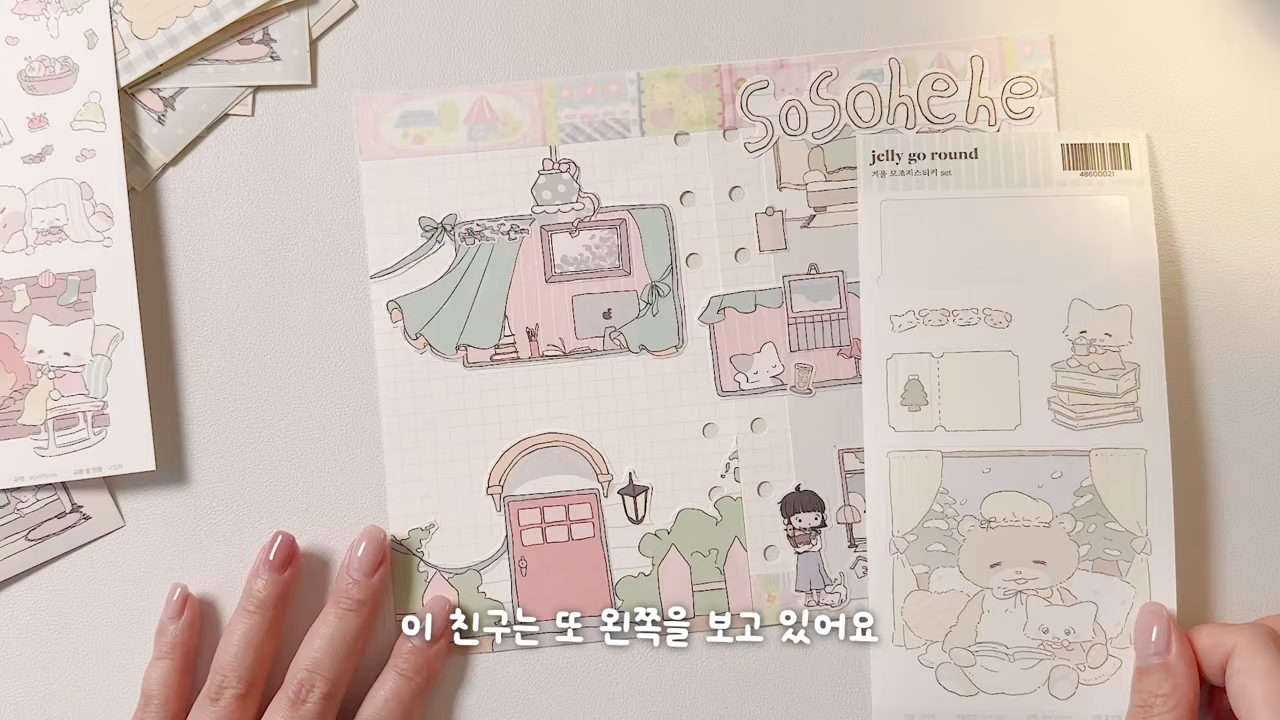 sosohehe
jelly go round
겨울 모조지스티커 set
48600021
이 친구는 또 왼쪽을 보고 있어요